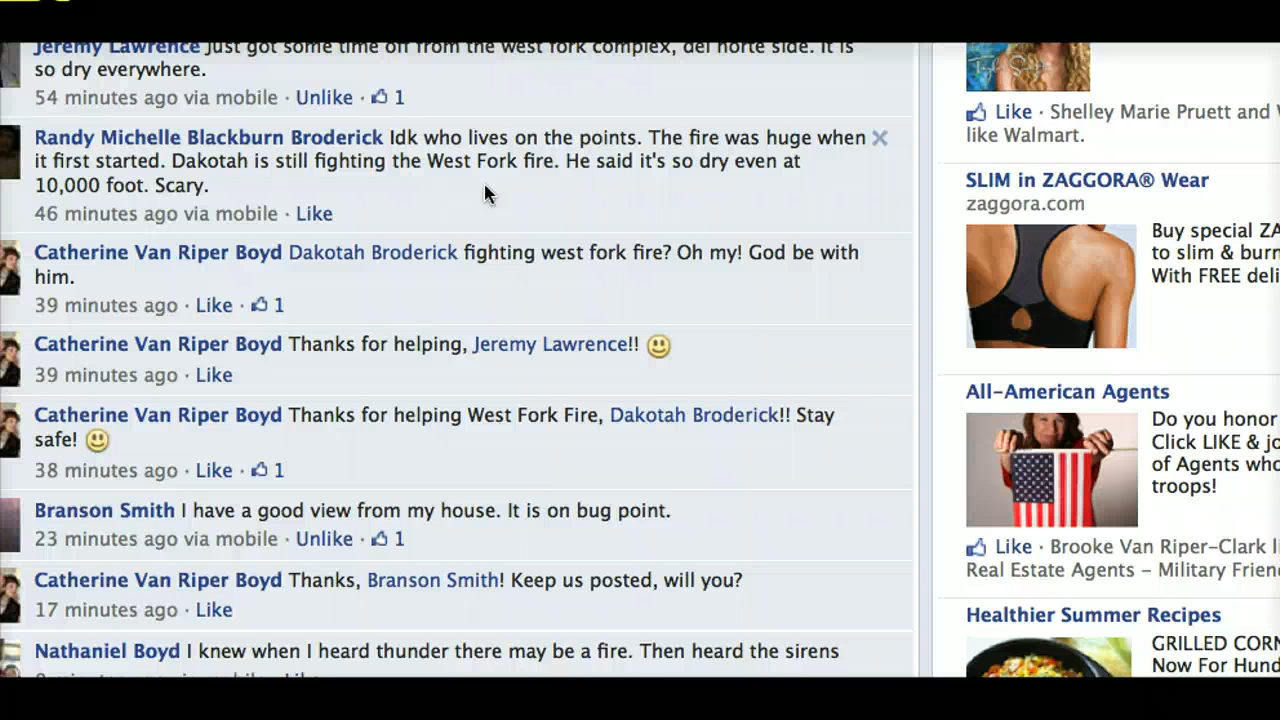 Jeremy Lawrence Just got some time off from the west fork complex, del norte side. It is
so dry everywhere.
54 minutes ago via mobile · Unlike · 1
Randy Michelle Blackburn Broderick Idk who lives on the points. The fire was huge when
it first started. Dakotah is still fighting the West Fork fire. He said it's so dry even at
10,000 foot. Scary.
46 minutes ago via mobile · Like
Catherine Van Riper Boyd Dakotah Broderick fighting west fork fire? Oh my! God be with
him.
39 minutes ago · Like · 1
Catherine Van Riper Boyd Thanks for helping, Jeremy Lawrence!!
39 minutes ago · Like
Catherine Van Riper Boyd Thanks for helping West Fork Fire, Dakotah Broderick!! Stay
safe!
38 minutes ago · Like · 1
Branson Smith I have a good view from my house. It is on bug point.
23 minutes ago via mobile · Unlike · 1
Catherine Van Riper Boyd Thanks, Branson Smith! Keep us posted, will you?
17 minutes ago · Like
Nathaniel Boyd I knew when I heard thunder there may be a fire. Then heard the sirens
Taylor Swift
Like · Shelley Marie Pruett and
like Walmart.
SLIM in ZAGGORA® Wear
zaggora.com
Buy special ZA
to slim & burn
With FREE deli
All-American Agents
Do you honor
Click LIKE & jo
of Agents who
troops!
Like · Brooke Van Riper-Clark li
Real Estate Agents - Military Frien
Healthier Summer Recipes
GRILLED CORN
Now For Hund